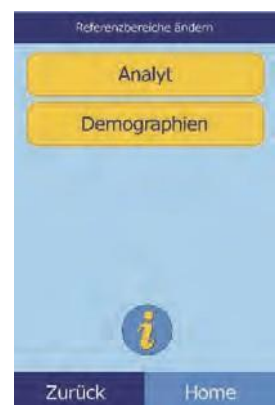 Referenzbereiche ändern
Analyt
Demographien
i
Zurück Home